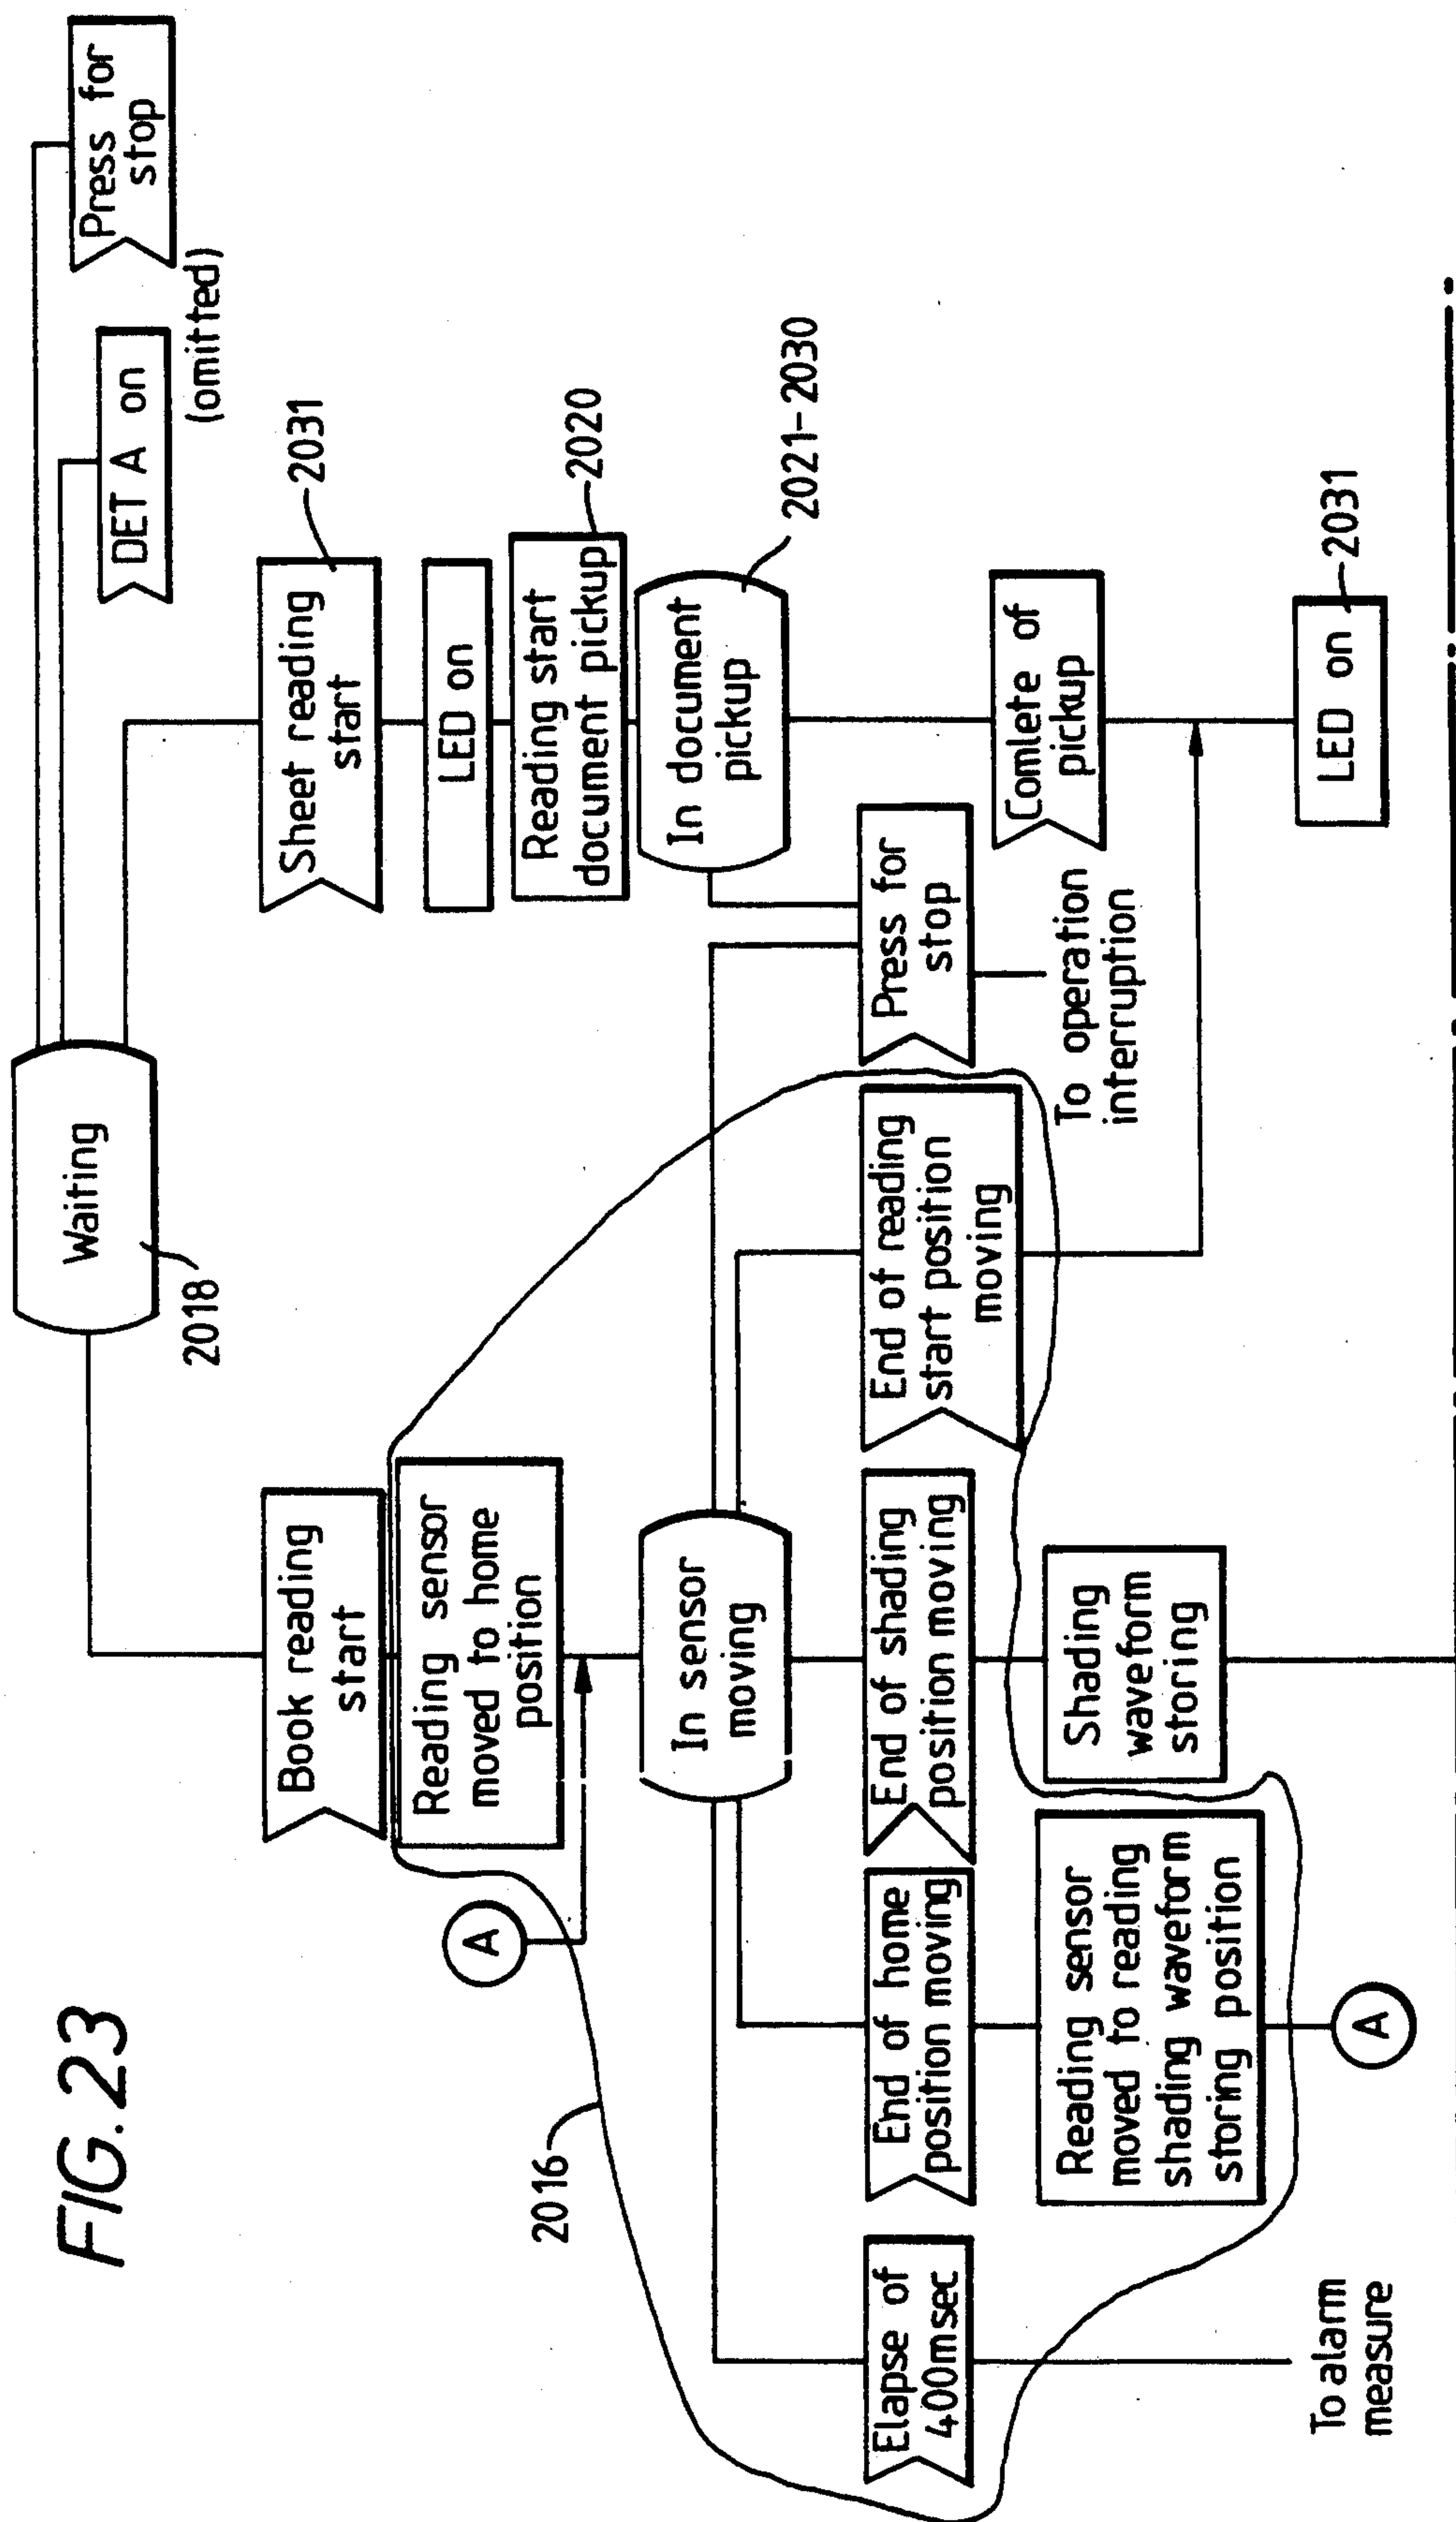 FIG. 23
Waiting
2018
Press for
stop
DET A on
(omitted)
Book reading
start
Sheet reading
start
2031
Reading sensor
moved to home
position
LED on
Reading start
document pickup
2020
A
2016
In sensor
moving
In document
pickup
2021-2030
Elapse of
400msec
End of home
position moving
End of shading
position moving
End of reading
start position
moving
Press for
stop
Comlete of
pickup
To operation
interruption
Reading sensor
moved to reading
shading waveform
storing position
Shading
waveform
storing
To alarm
measure
A
LED on
2031